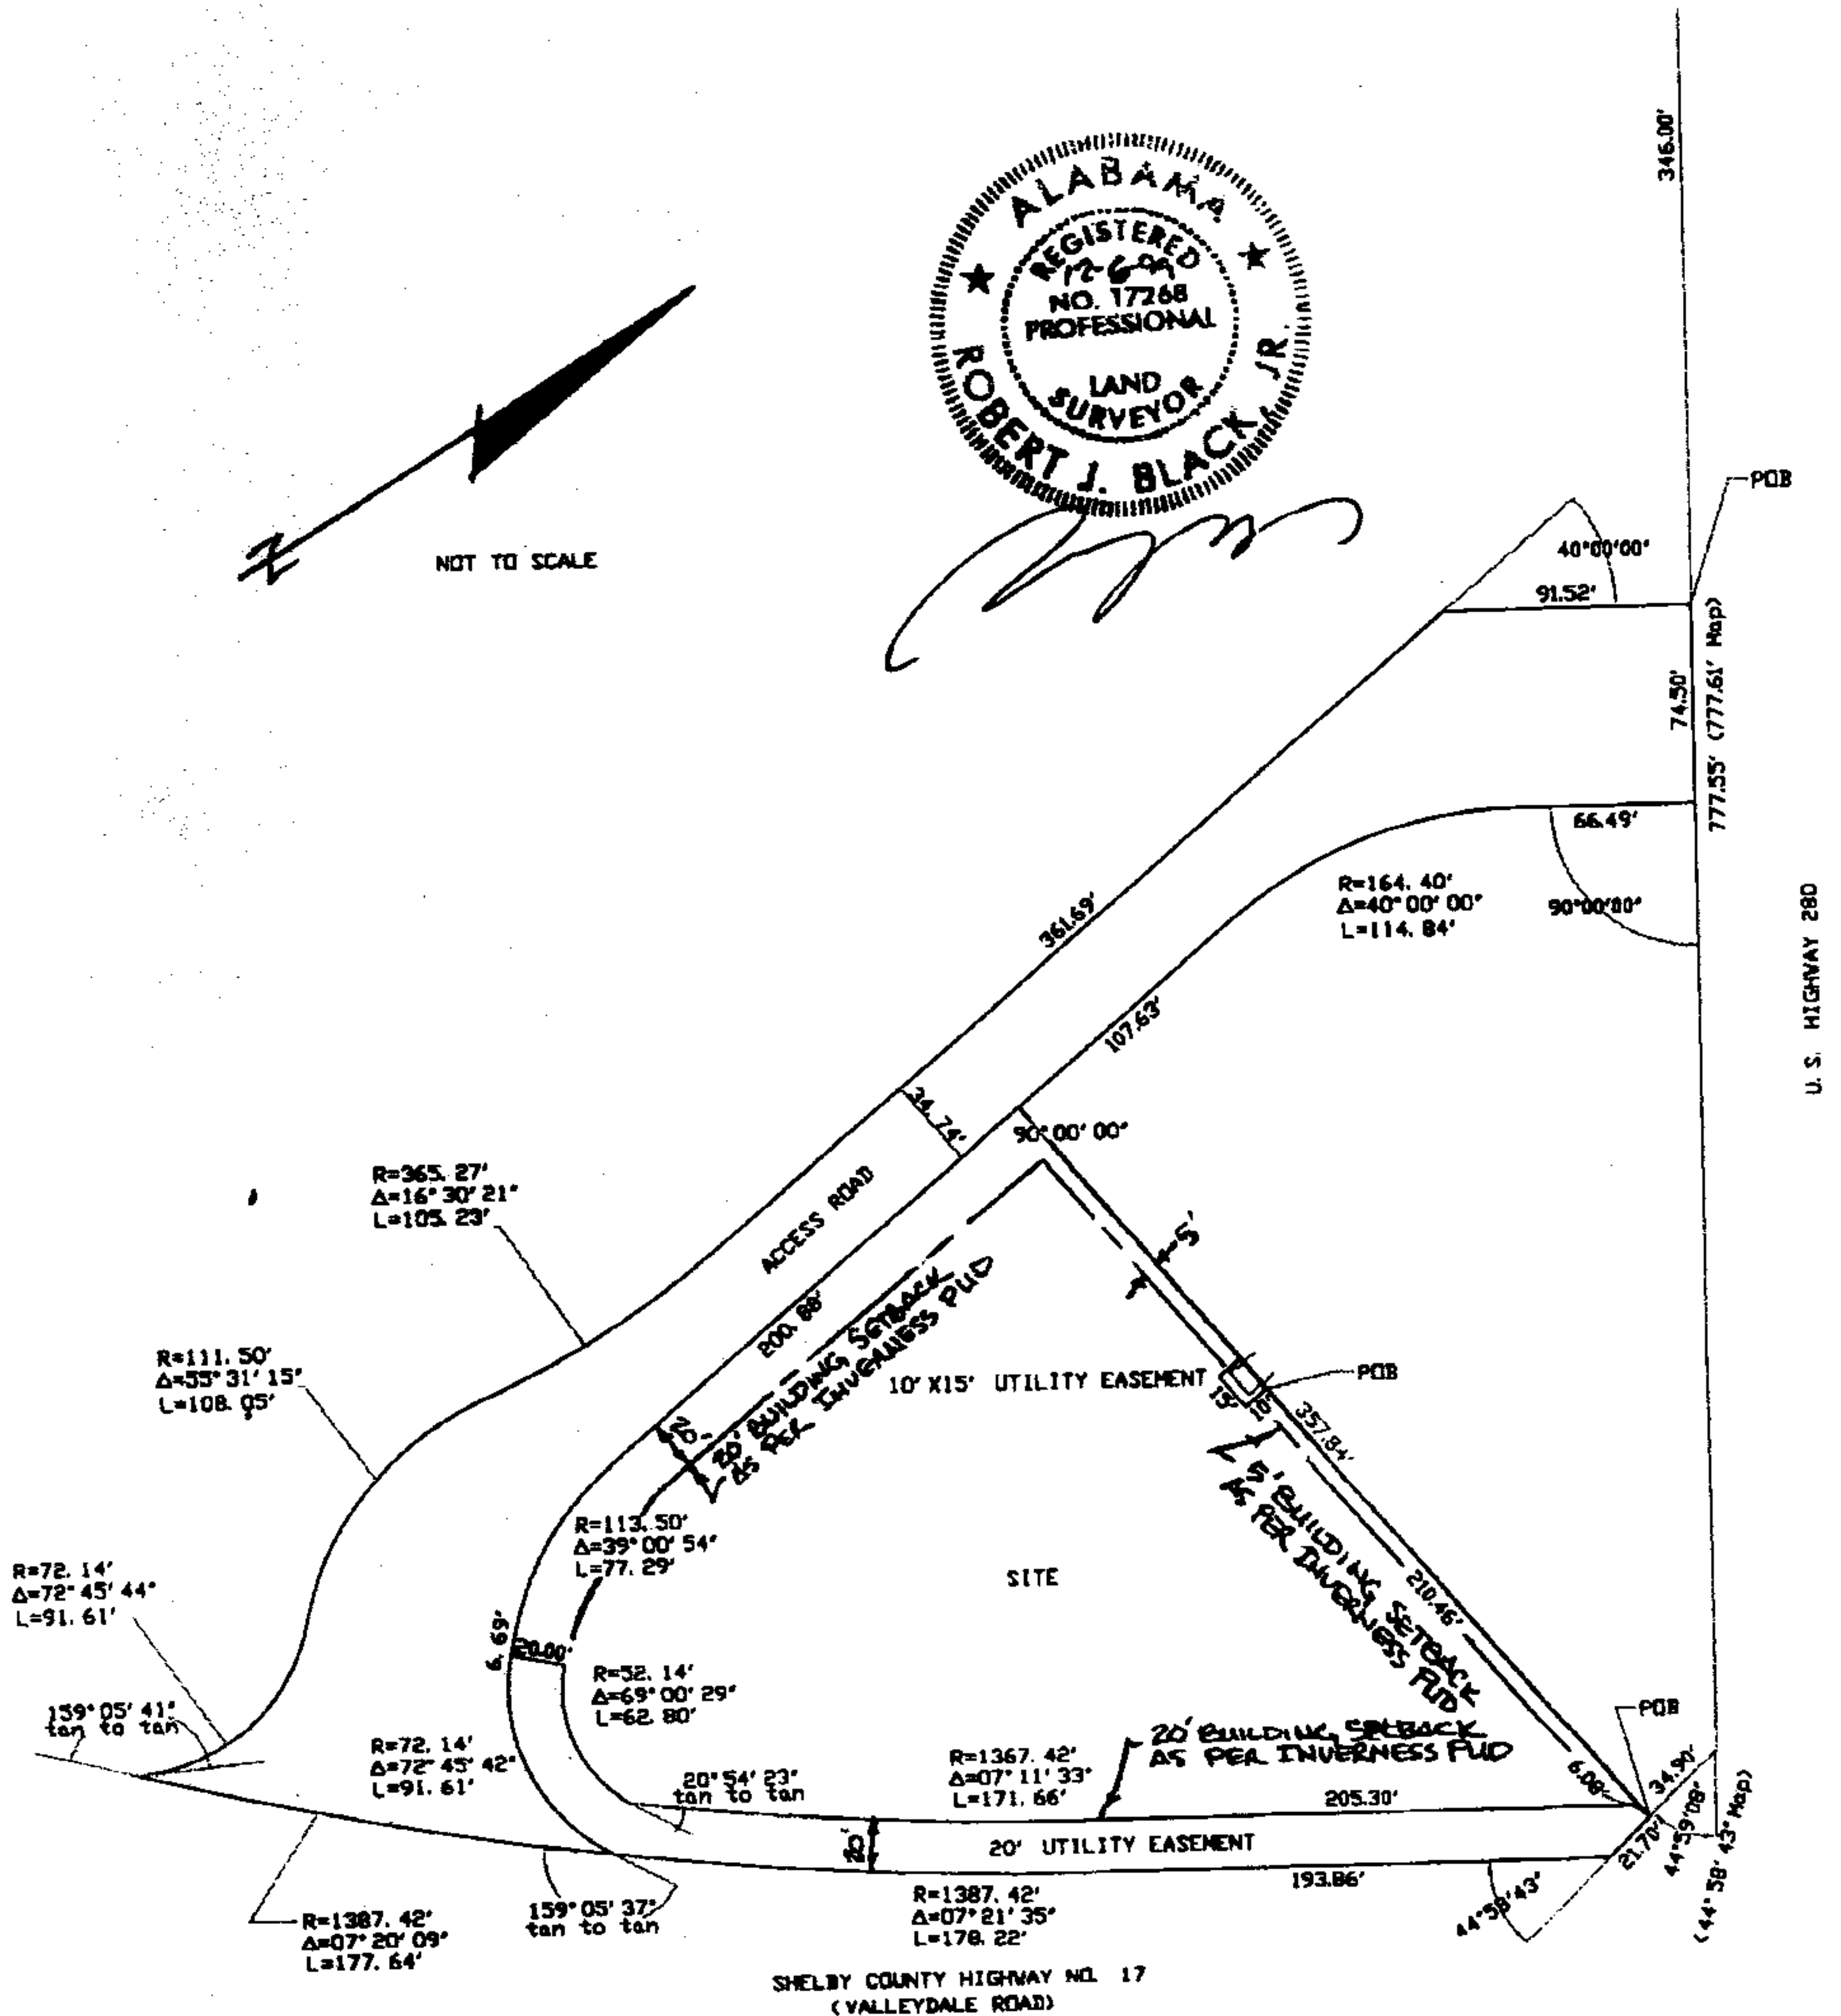 346.00'
ALABAMA
REGISTERED
12-6-99
NO. 17268
PROFESSIONAL
LAND
SURVEYOR
ROBERT J. BLACK JR.
N
NOT TO SCALE
POB
40°00'00"
91.52'
74.50'
777.55' (777.61' Map)
66.49'
R=164.40'
Δ=40°00'00"
L=114.84'
90°00'00"
U.S. HIGHWAY 280
361.69'
107.63'
34.74'
90°00'00"
R=365.27'
Δ=16°30'21"
L=105.23'
ACCESS ROAD
200.88'
5'
R=111.50'
Δ=55°31'15"
L=108.05'
20' BUILDING SETBACK
AS PER INVERNESS PUD
20'
10'X15' UTILITY EASEMENT
POB
15'
10'
357.84'
5' BUILDING SETBACK
AS PER INVERNESS PUD
210.46'
R=113.50'
Δ=39°00'54"
L=77.29'
SITE
R=72.14'
Δ=72°45'44"
L=91.61'
6.69'
20.00'
R=52.14'
Δ=69°00'29"
L=62.80'
159°05'41"
tan to tan
R=72.14'
Δ=72°45'42"
L=91.61'
20°54'23"
tan to tan
R=1367.42'
Δ=07°11'33"
L=171.66'
20' BUILDING SETBACK
AS PER INVERNESS PUD
POB
6.08'
34.90'
205.30'
20'
20' UTILITY EASEMENT
21.70'
44°59'08"
(44°58'43" Map)
193.86'
44°58'43"
R=1387.42'
Δ=07°20'09"
L=177.64'
159°05'37"
tan to tan
R=1387.42'
Δ=07°21'35"
L=178.22'
SHELBY COUNTY HIGHWAY NO. 17
(VALLEYDALE ROAD)